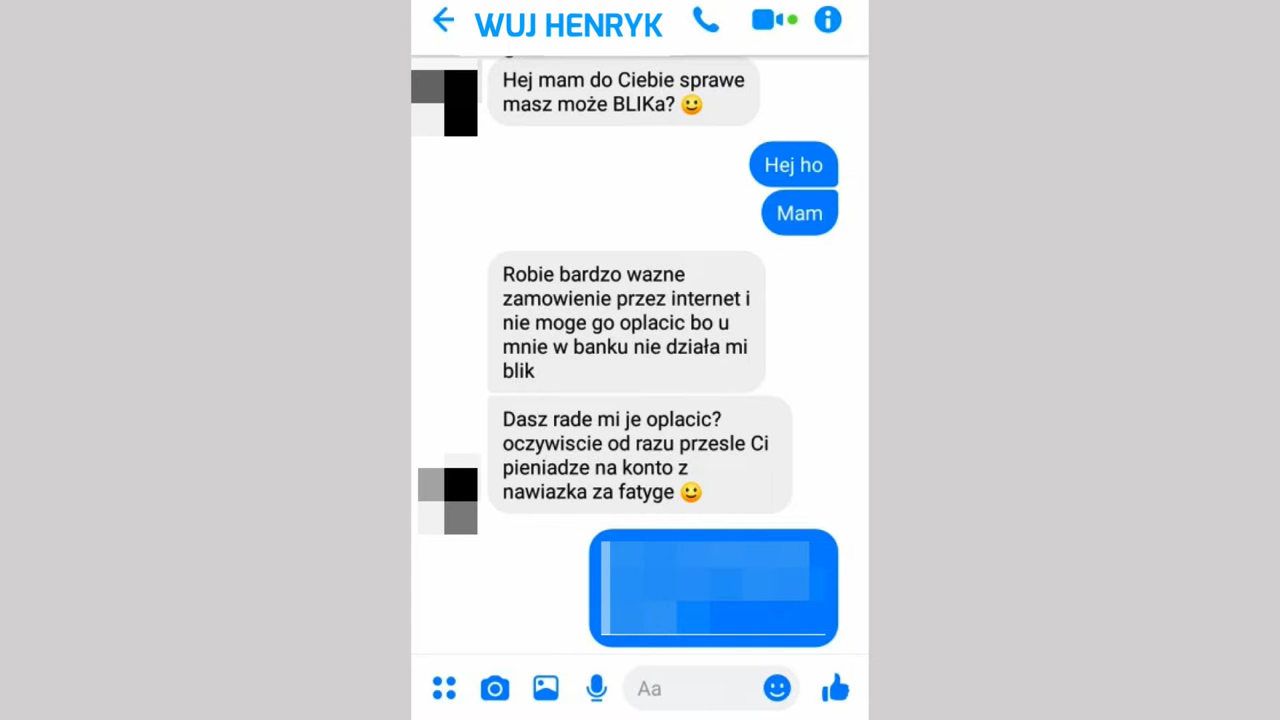 WUJ HENRYK
Hej mam do Ciebie sprawe
masz może BLIKa? 🙂
Hej ho
Mam
Robie bardzo wazne
zamowienie przez internet i
nie moge go oplacic bo u
mnie w banku nie działa mi
blik
Dasz rade mi je oplacic?
oczywiscie od razu przesle Ci
pieniadze na konto z
nawiazka za fatyge 🙂
Aa